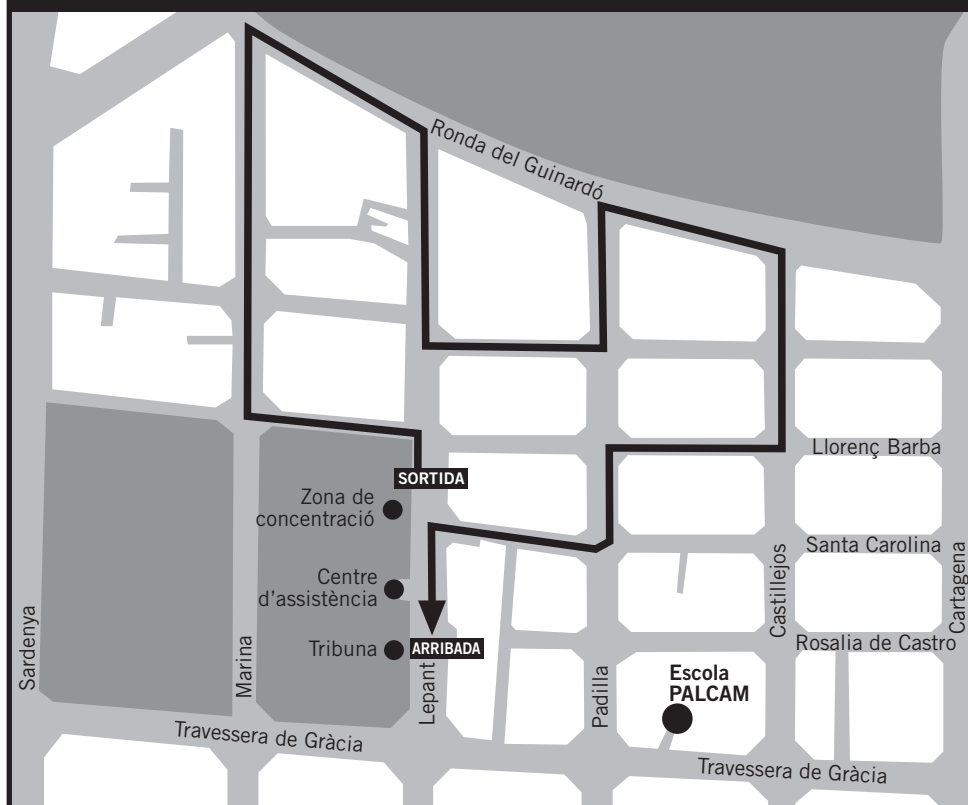 Ronda del Guinardó
Llorenç Barba
SORTIDA
Zona de
concentració
Santa Carolina
Centre
d’assistència
Castillejos
Cartagena
Sardenya
Marina
Tribuna
ARRIBADA
Rosalia de Castro
Lepant
Padilla
Escola
PALCAM
Travessera de Gràcia
Travessera de Gràcia